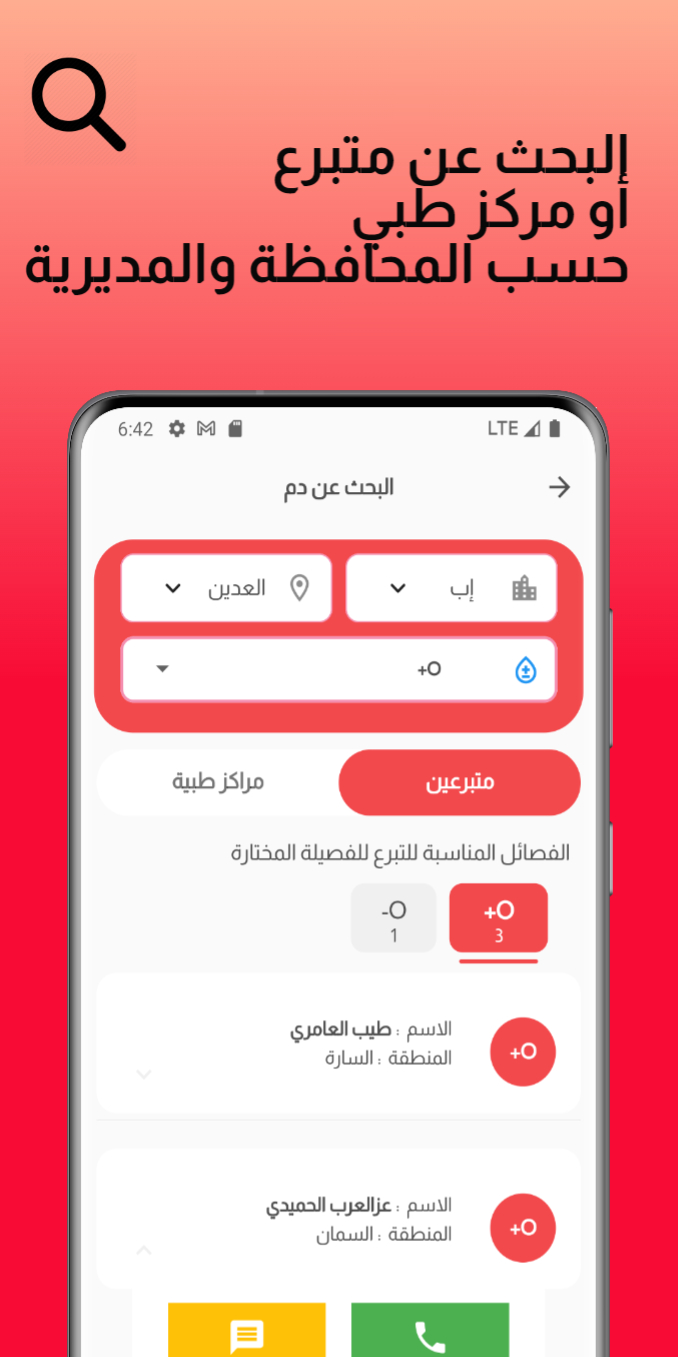 إلبحث عن متبرع
أو مركز طبي
حسب المحافظة والمديرية
6:42 LTE
البحث عن دم
إب
العدين
O+
متبرعين
مراكز طبية
الفصائل المناسبة للتبرع للفصيلة المختارة
O+
3
O-
1
O+
الاسم : طيب العامري
المنطقة : السارة
O+
الاسم : عزالعرب الحميدي
المنطقة : السمان